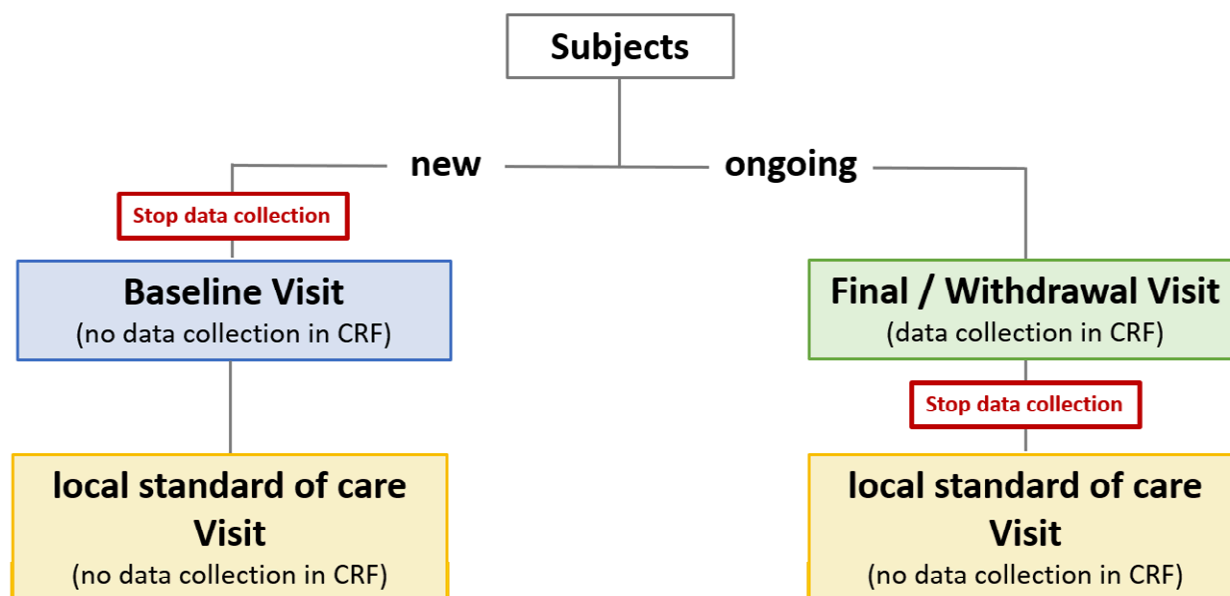 Subjects
new
ongoing
Stop data collection
Baseline Visit
(no data collection in CRF)
local standard of care
Visit
(no data collection in CRF)
Final / Withdrawal Visit
(data collection in CRF)
Stop data collection
local standard of care
Visit
(no data collection in CRF)